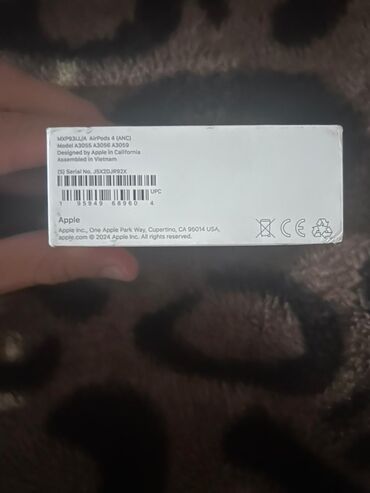 MXP93LL/A AirPods 4 (ANC)
Model A3055 A3056 A3059
Designed by Apple in California
Assembled in Vietnam
(S) Serial No. J5X2DJR92X
UPC
1 95949 68960 4
Apple
Apple Inc., One Apple Park Way, Cupertino, CA 95014 USA.
apple.com © 2024 Apple Inc. All rights reserved.